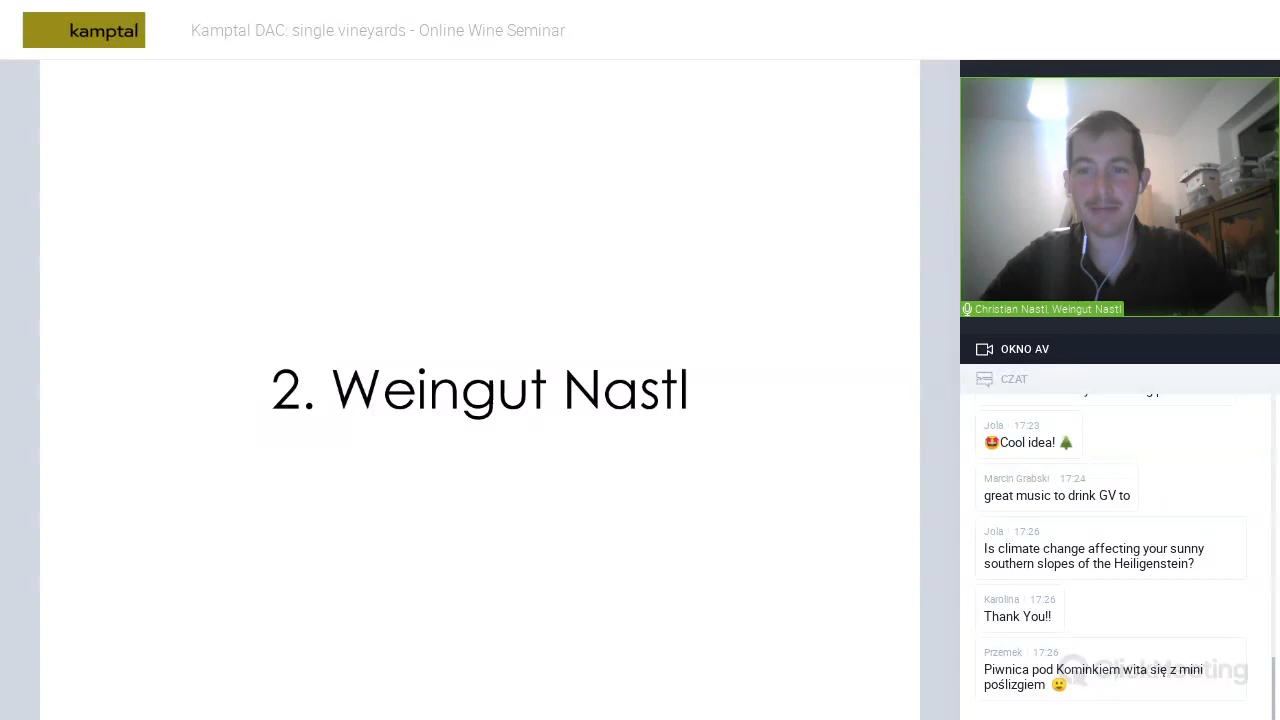 kamptal
Kamptal DAC: single vineyards - Online Wine Seminar
2. Weingut Nastl
Christian Nastl, Weingut Nastl
OKNO AV
CZAT
Jola 17:23
🤩Cool idea! 🎄
Marcin Grabski 17:24
great music to drink GV to
Jola 17:26
Is climate change affecting your sunny
southern slopes of the Heiligenstein?
Karolina 17:26
Thank You!!
Przemek 17:26
Piwnica pod Kominkiem wita się z mini
poślizgiem 🙂
ClickMeeting